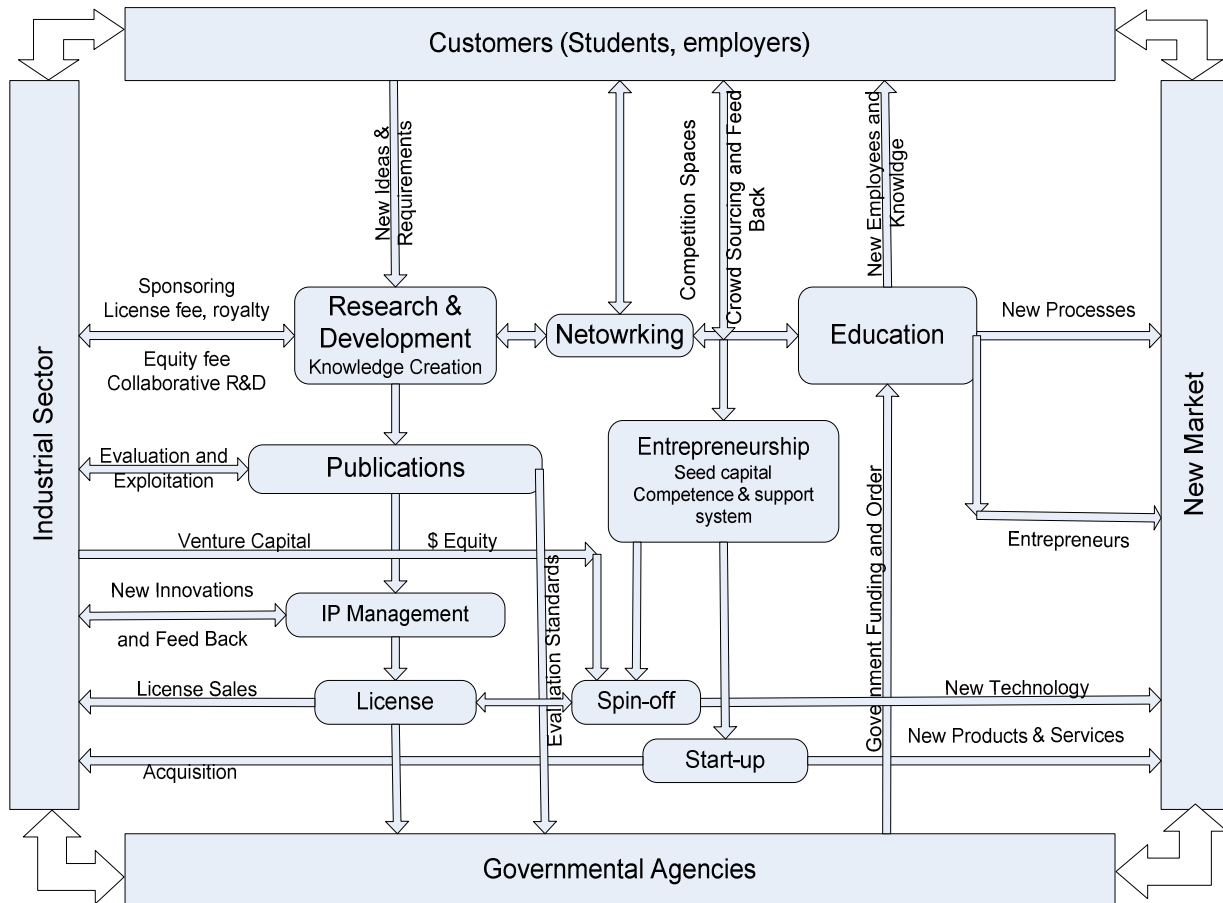 Customers (Students, employers)
New Ideas &
Requirements
Competition Spaces
Crowd Sourcing and Feed
Back
New Employees and
Knowlidge
Sponsoring
License fee, royalty
Equity fee
Collaborative R&D
Research &
Development
Knowledge Creation
Netowrking
Education
New Processes
Industrial Sector
New Market
Evaluation and
Exploitation
Publications
Entrepreneurship
Seed capital
Competence & support
system
Government Funding and Order
Entrepreneurs
Venture Capital
$ Equity
Evaluation Standards
New Innovations
and Feed Back
IP Management
License Sales
License
Spin-off
New Technology
Acquisition
Start-up
New Products & Services
Governmental Agencies